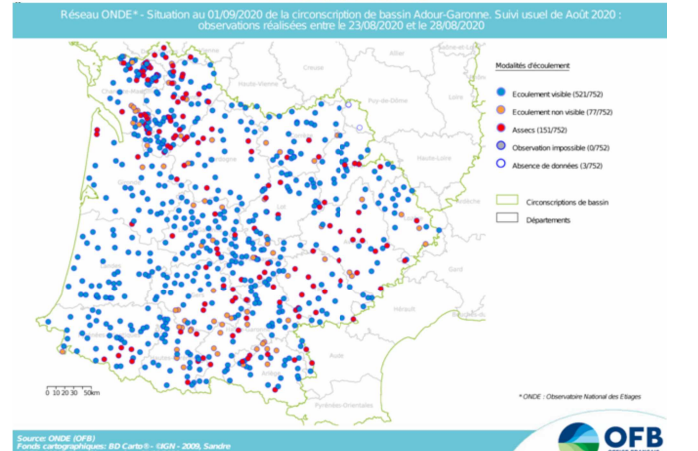 Réseau ONDE* - Situation au 01/09/2020 de la circonscription de bassin Adour-Garonne. Suivi usuel de Août 2020 :
observations réalisées entre le 23/08/2020 et le 28/08/2020
Modalités d'écoulement
Ecoulement visible (521/752)
Ecoulement non visible (77/752)
Assecs (151/752)
Observation impossible (0/752)
Absence de données (3/752)
Circonscriptions de bassin
Départements
Creuse
Allier
Haute-Vienne
Puy-de-Dôme
Loire
Haute-Loire
Lot
Gard
Hérault
Aude
Ariège
Pyrénées-Orientales
0 10 20 30 50km
* ONDE : Observatoire National des Etiages
Source: ONDE (OFB)
Fonds cartographiques: BD Carto®- ©IGN - 2009, Sandre
OFB